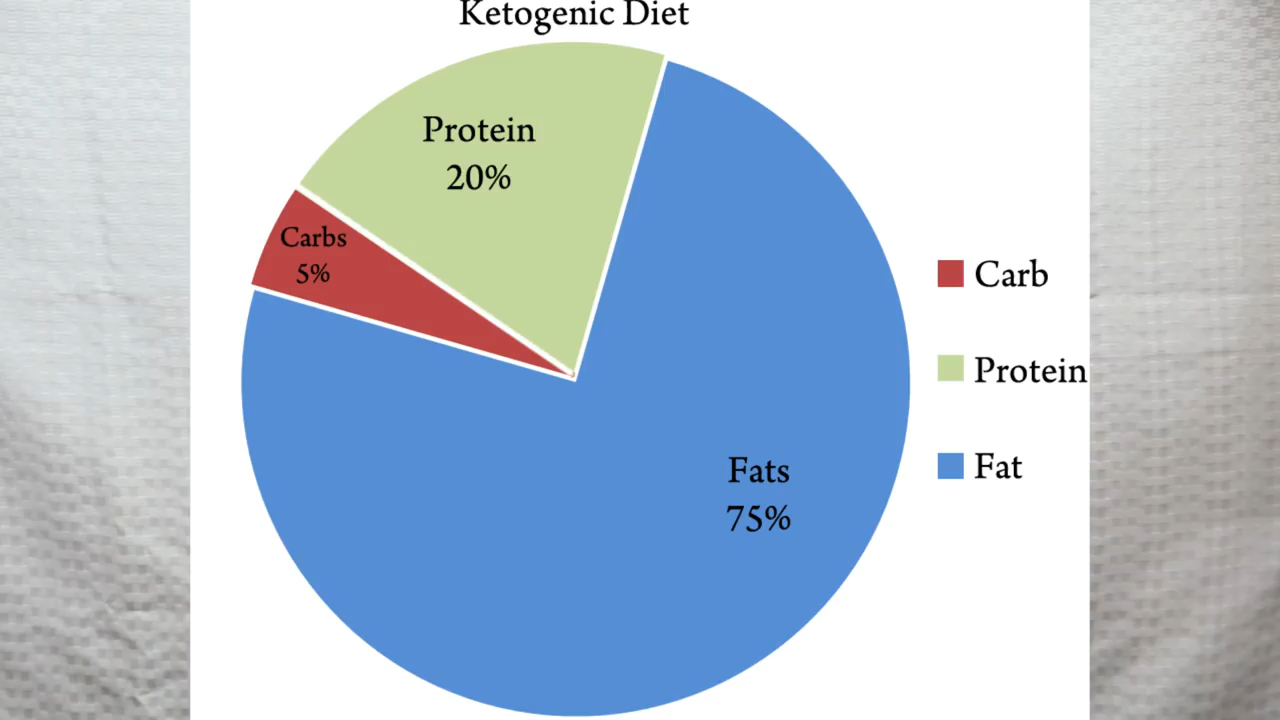 Ketogenic Diet
Protein
20%
Carbs
5%
Fats
75%
Carb
Protein
Fat